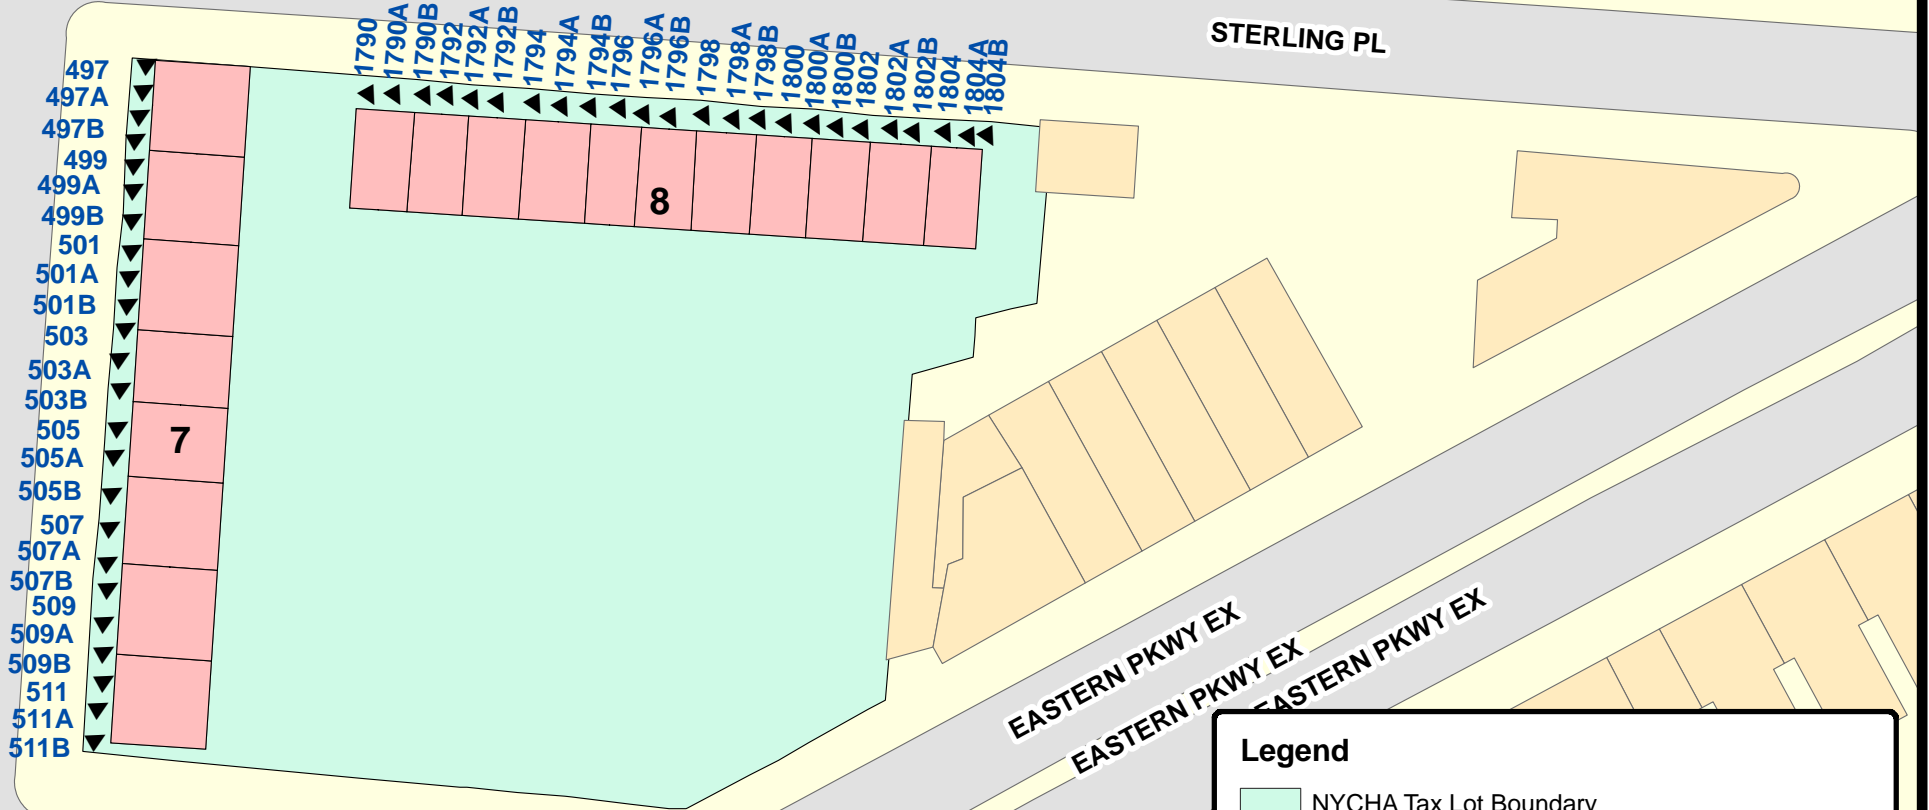 1790
1790A
1790B
1792
1792A
1792B
1794
1794A
1794B
1796
1796A
1796B
1798
1798A
1798B
1800
1800A
1800B
1802
1802A
1802B
1804
1804A
1804B
STERLING PL
497
497A
497B
499
499A
499B
501
501A
501B
503
503A
503B
505
505A
505B
507
507A
507B
509
509A
509B
511
511A
511B
8
7
EASTERN PKWY EX
EASTERN PKWY EX
EASTERN PKWY EX
Legend
NYCHA Tax Lot Boundary